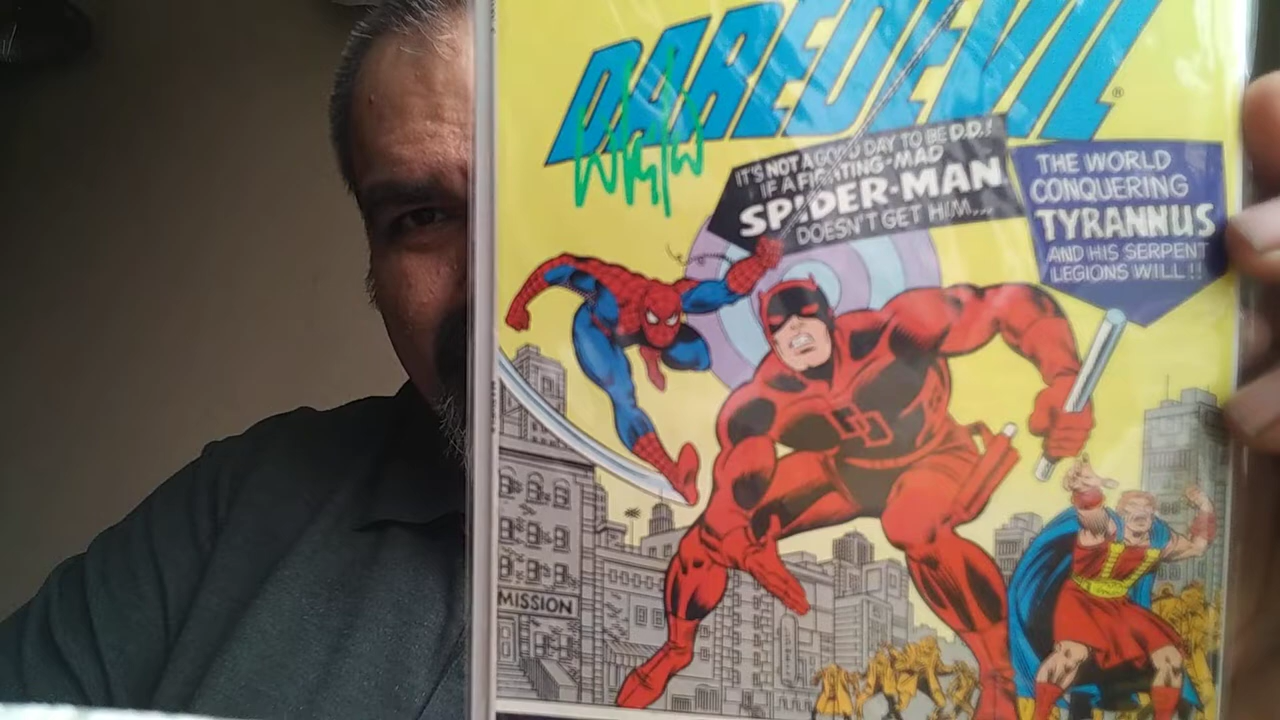 DAREDEVIL®
IT'S NOT A GOOD DAY TO BE D.D.!
IF A FIGHTING-MAD
SPIDER-MAN
DOESN'T GET HIM...
THE WORLD
CONQUERING
TYRANNUS
AND HIS SERPENT
LEGIONS WILL!!
MISSION